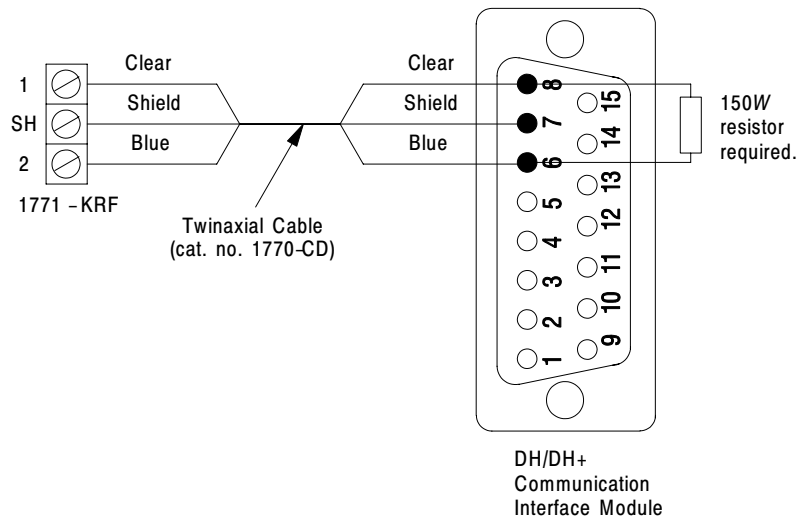 1
SH
2
1771 -KRF
Clear
Shield
Blue
Twinaxial Cable
(cat. no. 1770-CD)
Clear
Shield
Blue
8
7
6
5
4
3
2
1
15
14
13
12
11
10
9
150W
resistor
required.
DH/DH+
Communication
Interface Module